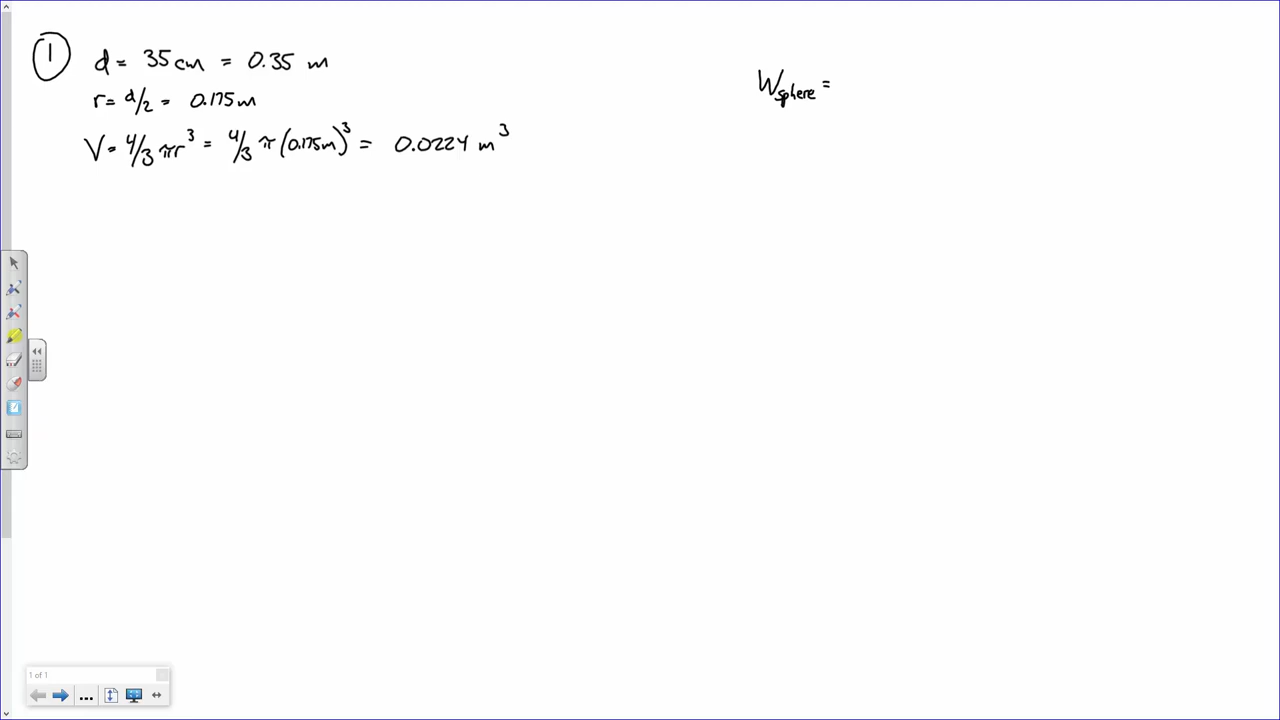 1
d = 35 cm = 0.35 m
r = d/2 = 0.175 m
V = 4/3 πr³ = 4/3 π(0.175m)³ = 0.0224 m³
Wsphere =
1 of 1
...